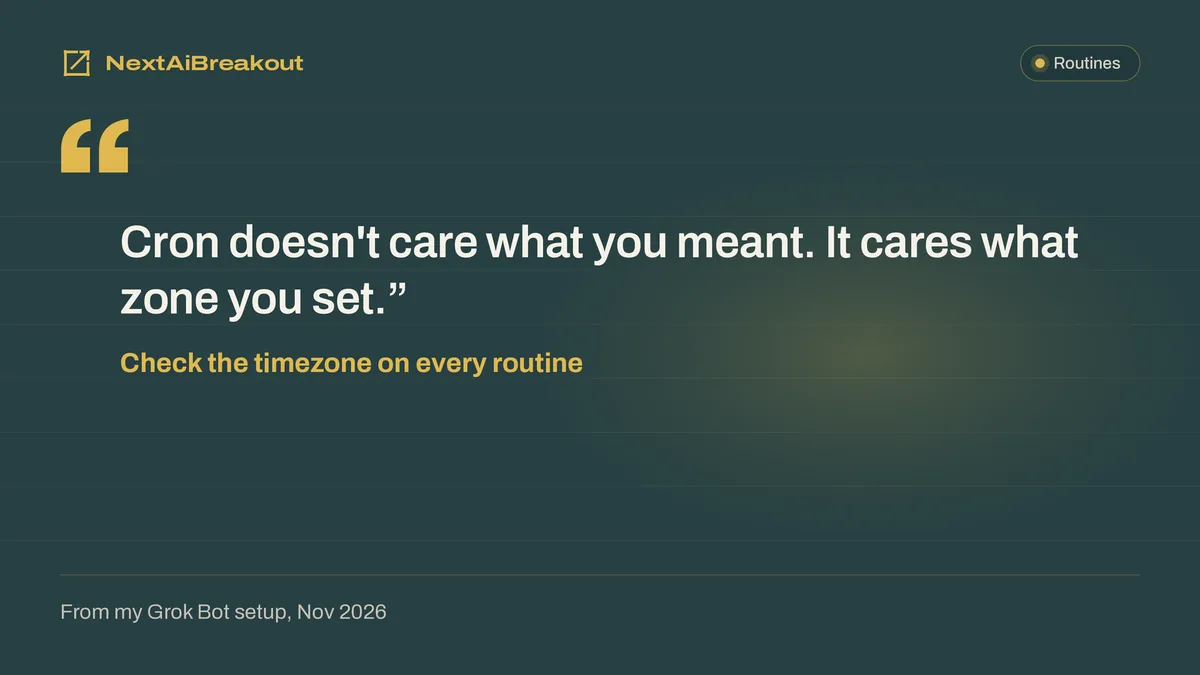 NextAiBreakout
Routines
“
Cron doesn't care what you meant. It cares what
zone you set.”
Check the timezone on every routine
From my Grok Bot setup, Nov 2026